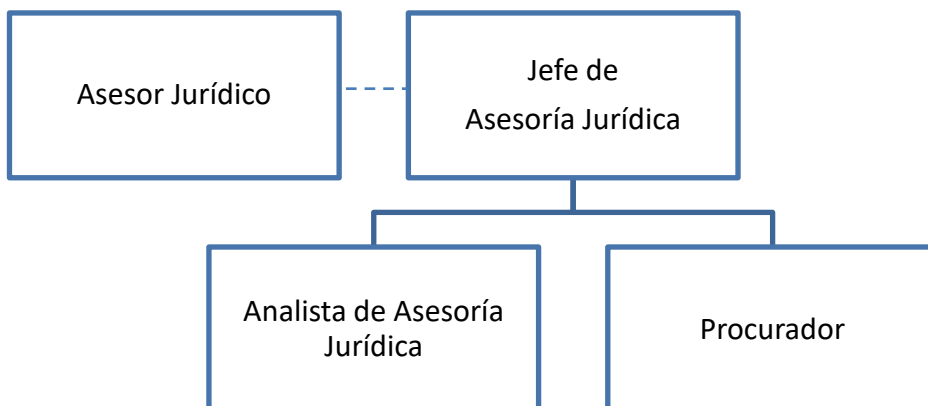 Asesor Jurídico
Jefe de
Asesoría Jurídica
Analista de Asesoría
Jurídica
Procurador